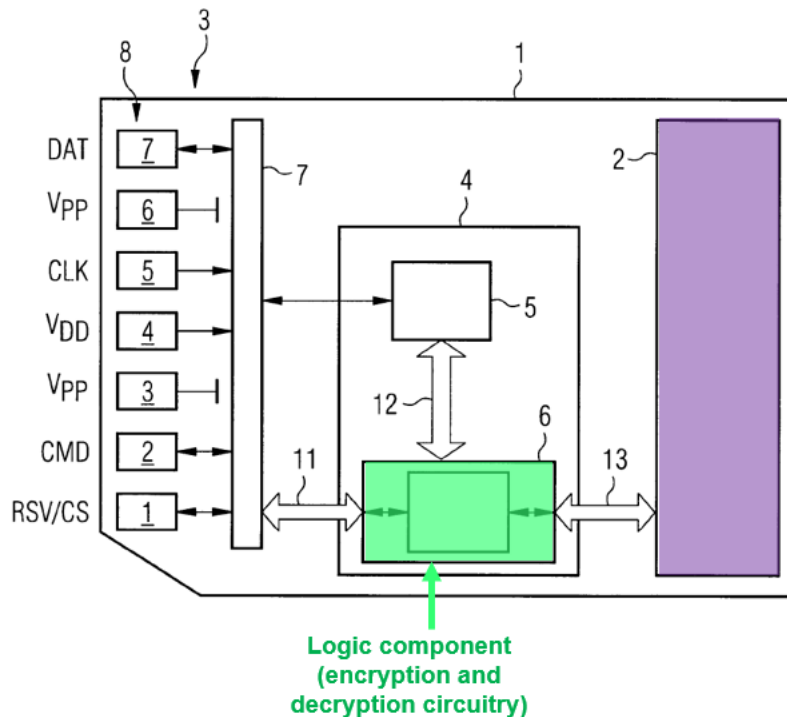 3
1
8
DAT
7
7
2
VPP
6
4
CLK
5
5
VDD
4
VPP
3
12
6
CMD
2
11
13
RSV/CS
1
Logic component
(encryption and
decryption circuitry)